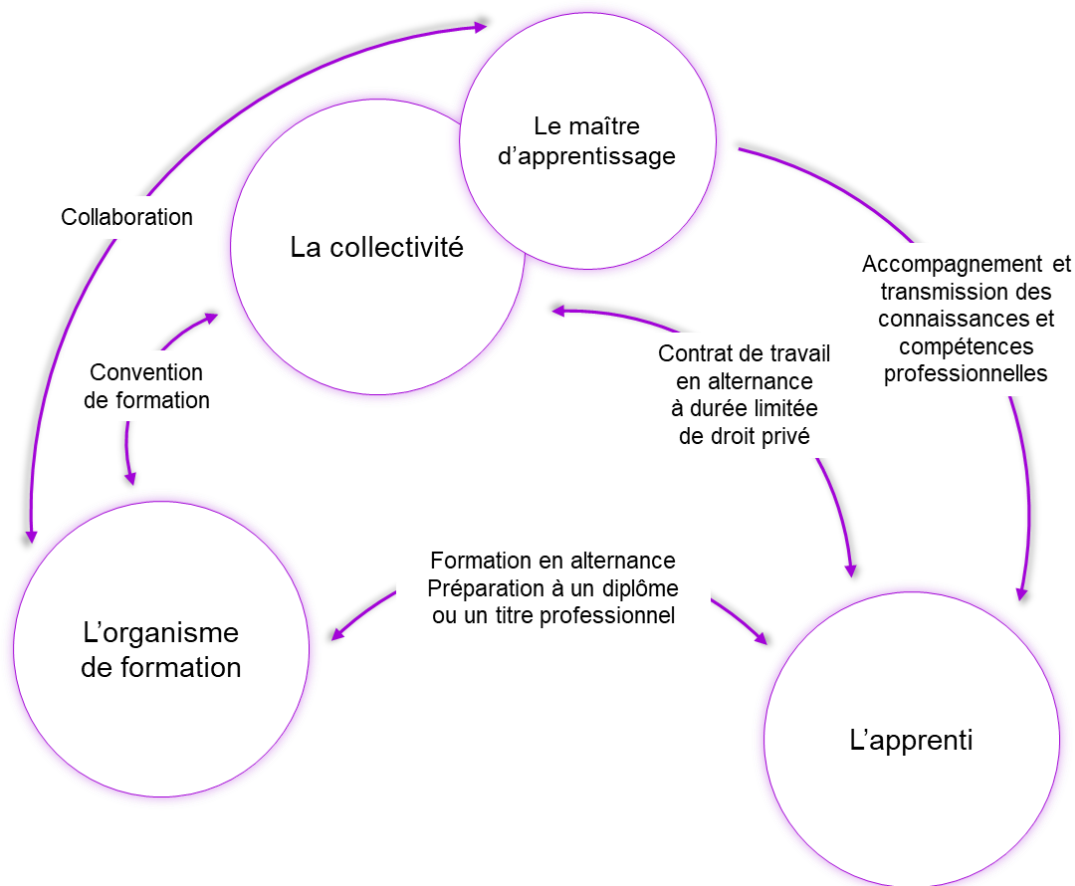 Le maître
d’apprentissage
Collaboration
La collectivité
Accompagnement et
transmission des
connaissances et
compétences
professionnelles
Contrat de travail
en alternance
à durée limitée
de droit privé
Convention
de formation
Formation en alternance
Préparation à un diplôme
ou un titre professionnel
L’organisme
de formation
L’apprenti